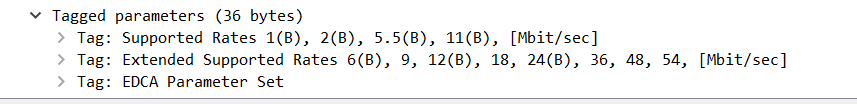 Tagged parameters (36 bytes)
Tag: Supported Rates 1(B), 2(B), 5.5(B), 11(B), [Mbit/sec]
Tag: Extended Supported Rates 6(B), 9, 12(B), 18, 24(B), 36, 48, 54, [Mbit/sec]
Tag: EDCA Parameter Set